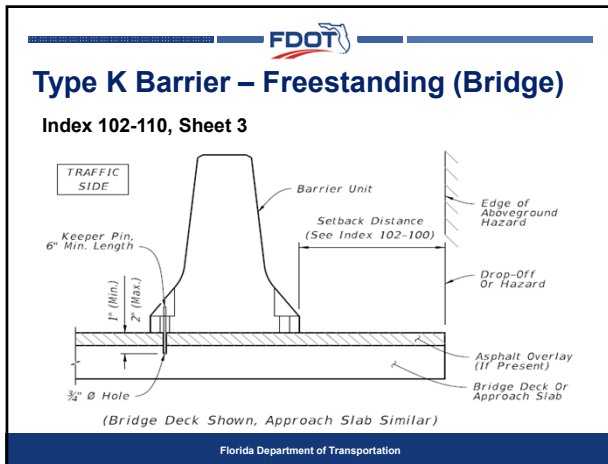 FDOT
Type K Barrier – Freestanding (Bridge)
Index 102-110, Sheet 3
TRAFFIC
SIDE
Barrier Unit
Keeper Pin,
6" Min. Length
Setback Distance
(See Index 102-100)
Edge of
Aboveground
Hazard
1" (Min.)
2" (Max.)
Drop-Off
Or Hazard
Asphalt Overlay
(If Present)
Bridge Deck Or
Approach Slab
¾" Ø Hole
(Bridge Deck Shown, Approach Slab Similar)
Florida Department of Transportation